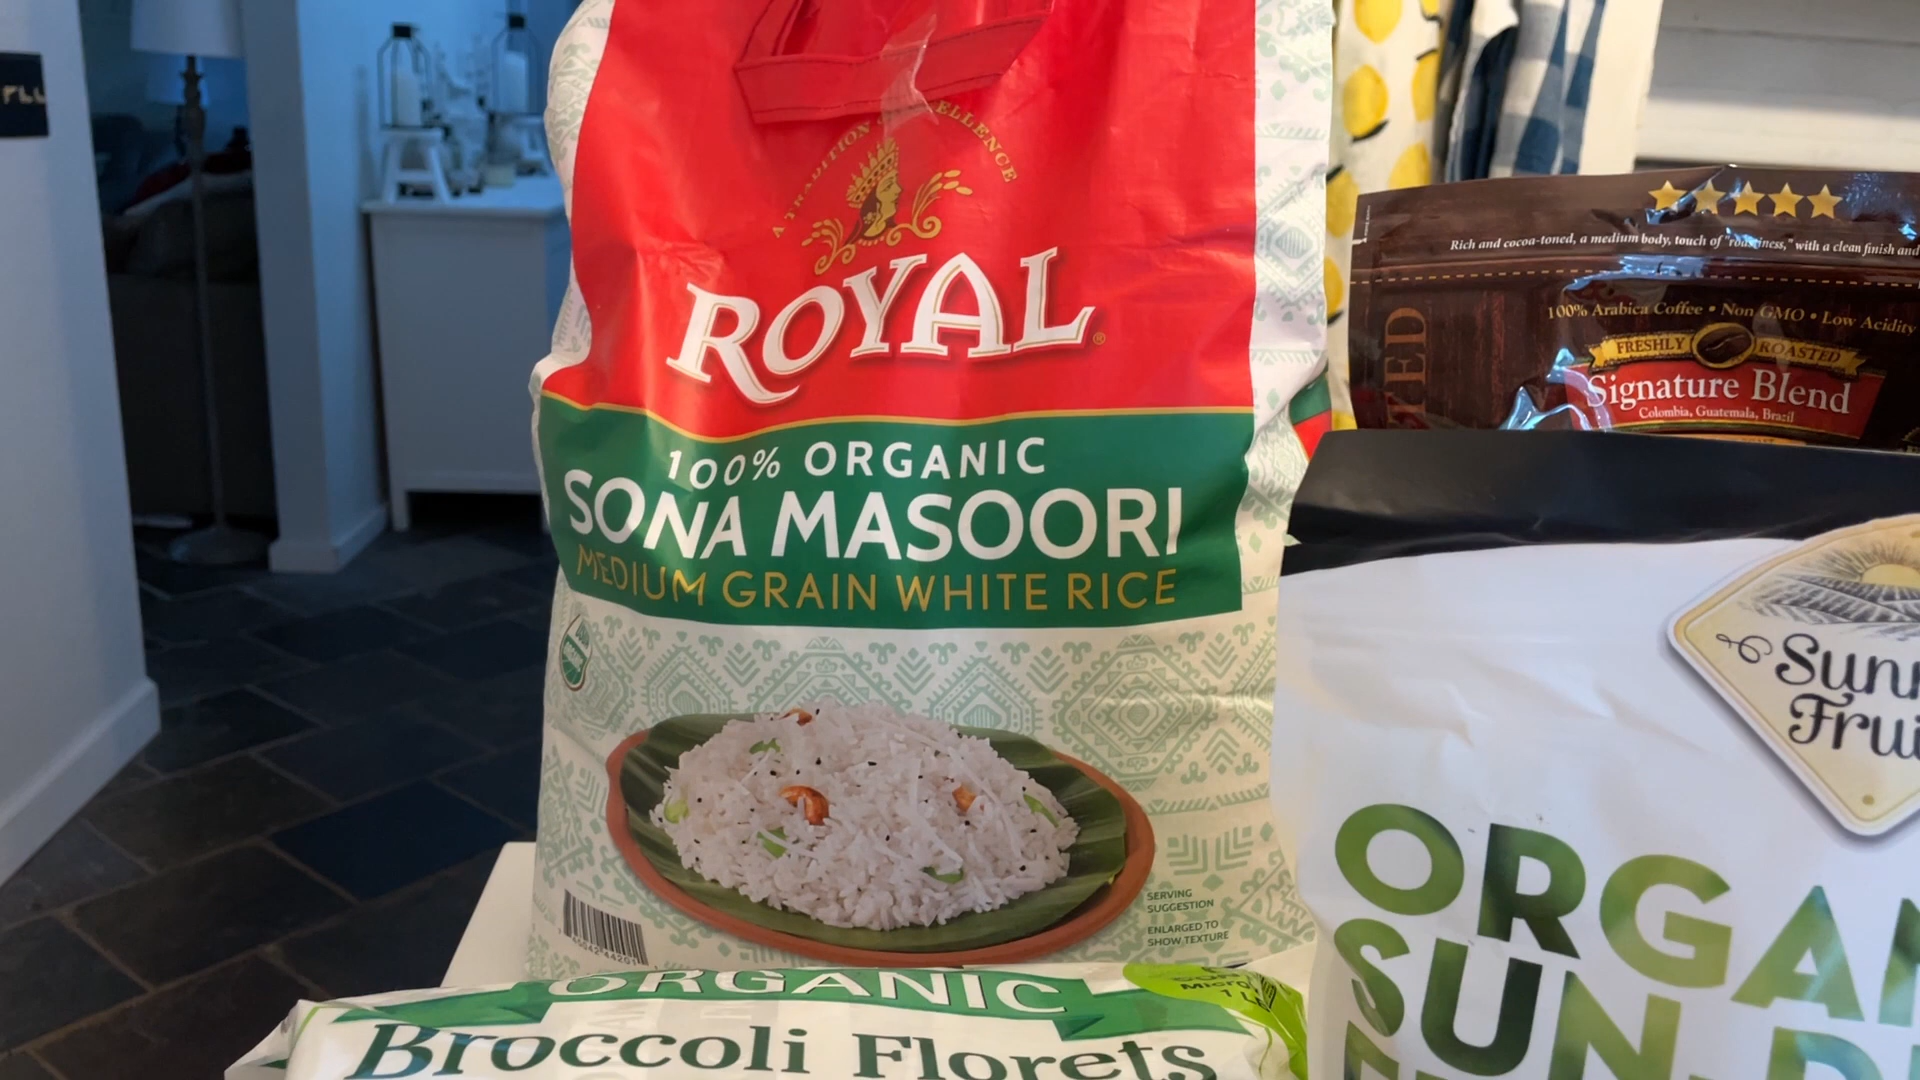 A TRADITION ELLENCE
ROYAL®
100% ORGANIC
SONA MASOORI
MEDIUM GRAIN WHITE RICE
ORGANIC
SERVING
SUGGESTION
ENLARGED TO
SHOW TEXTURE
ORGANIC
Broccoli Florets
Rich and cocoa-toned, a medium body, touch of "roastiness," with a clean finish and
100% Arabica Coffee • Non GMO • Low Acidity
FRESHLY ROASTED
Signature Blend
Colombia, Guatemala, Brazil
Sun
Frui
ORGA
SUN-D